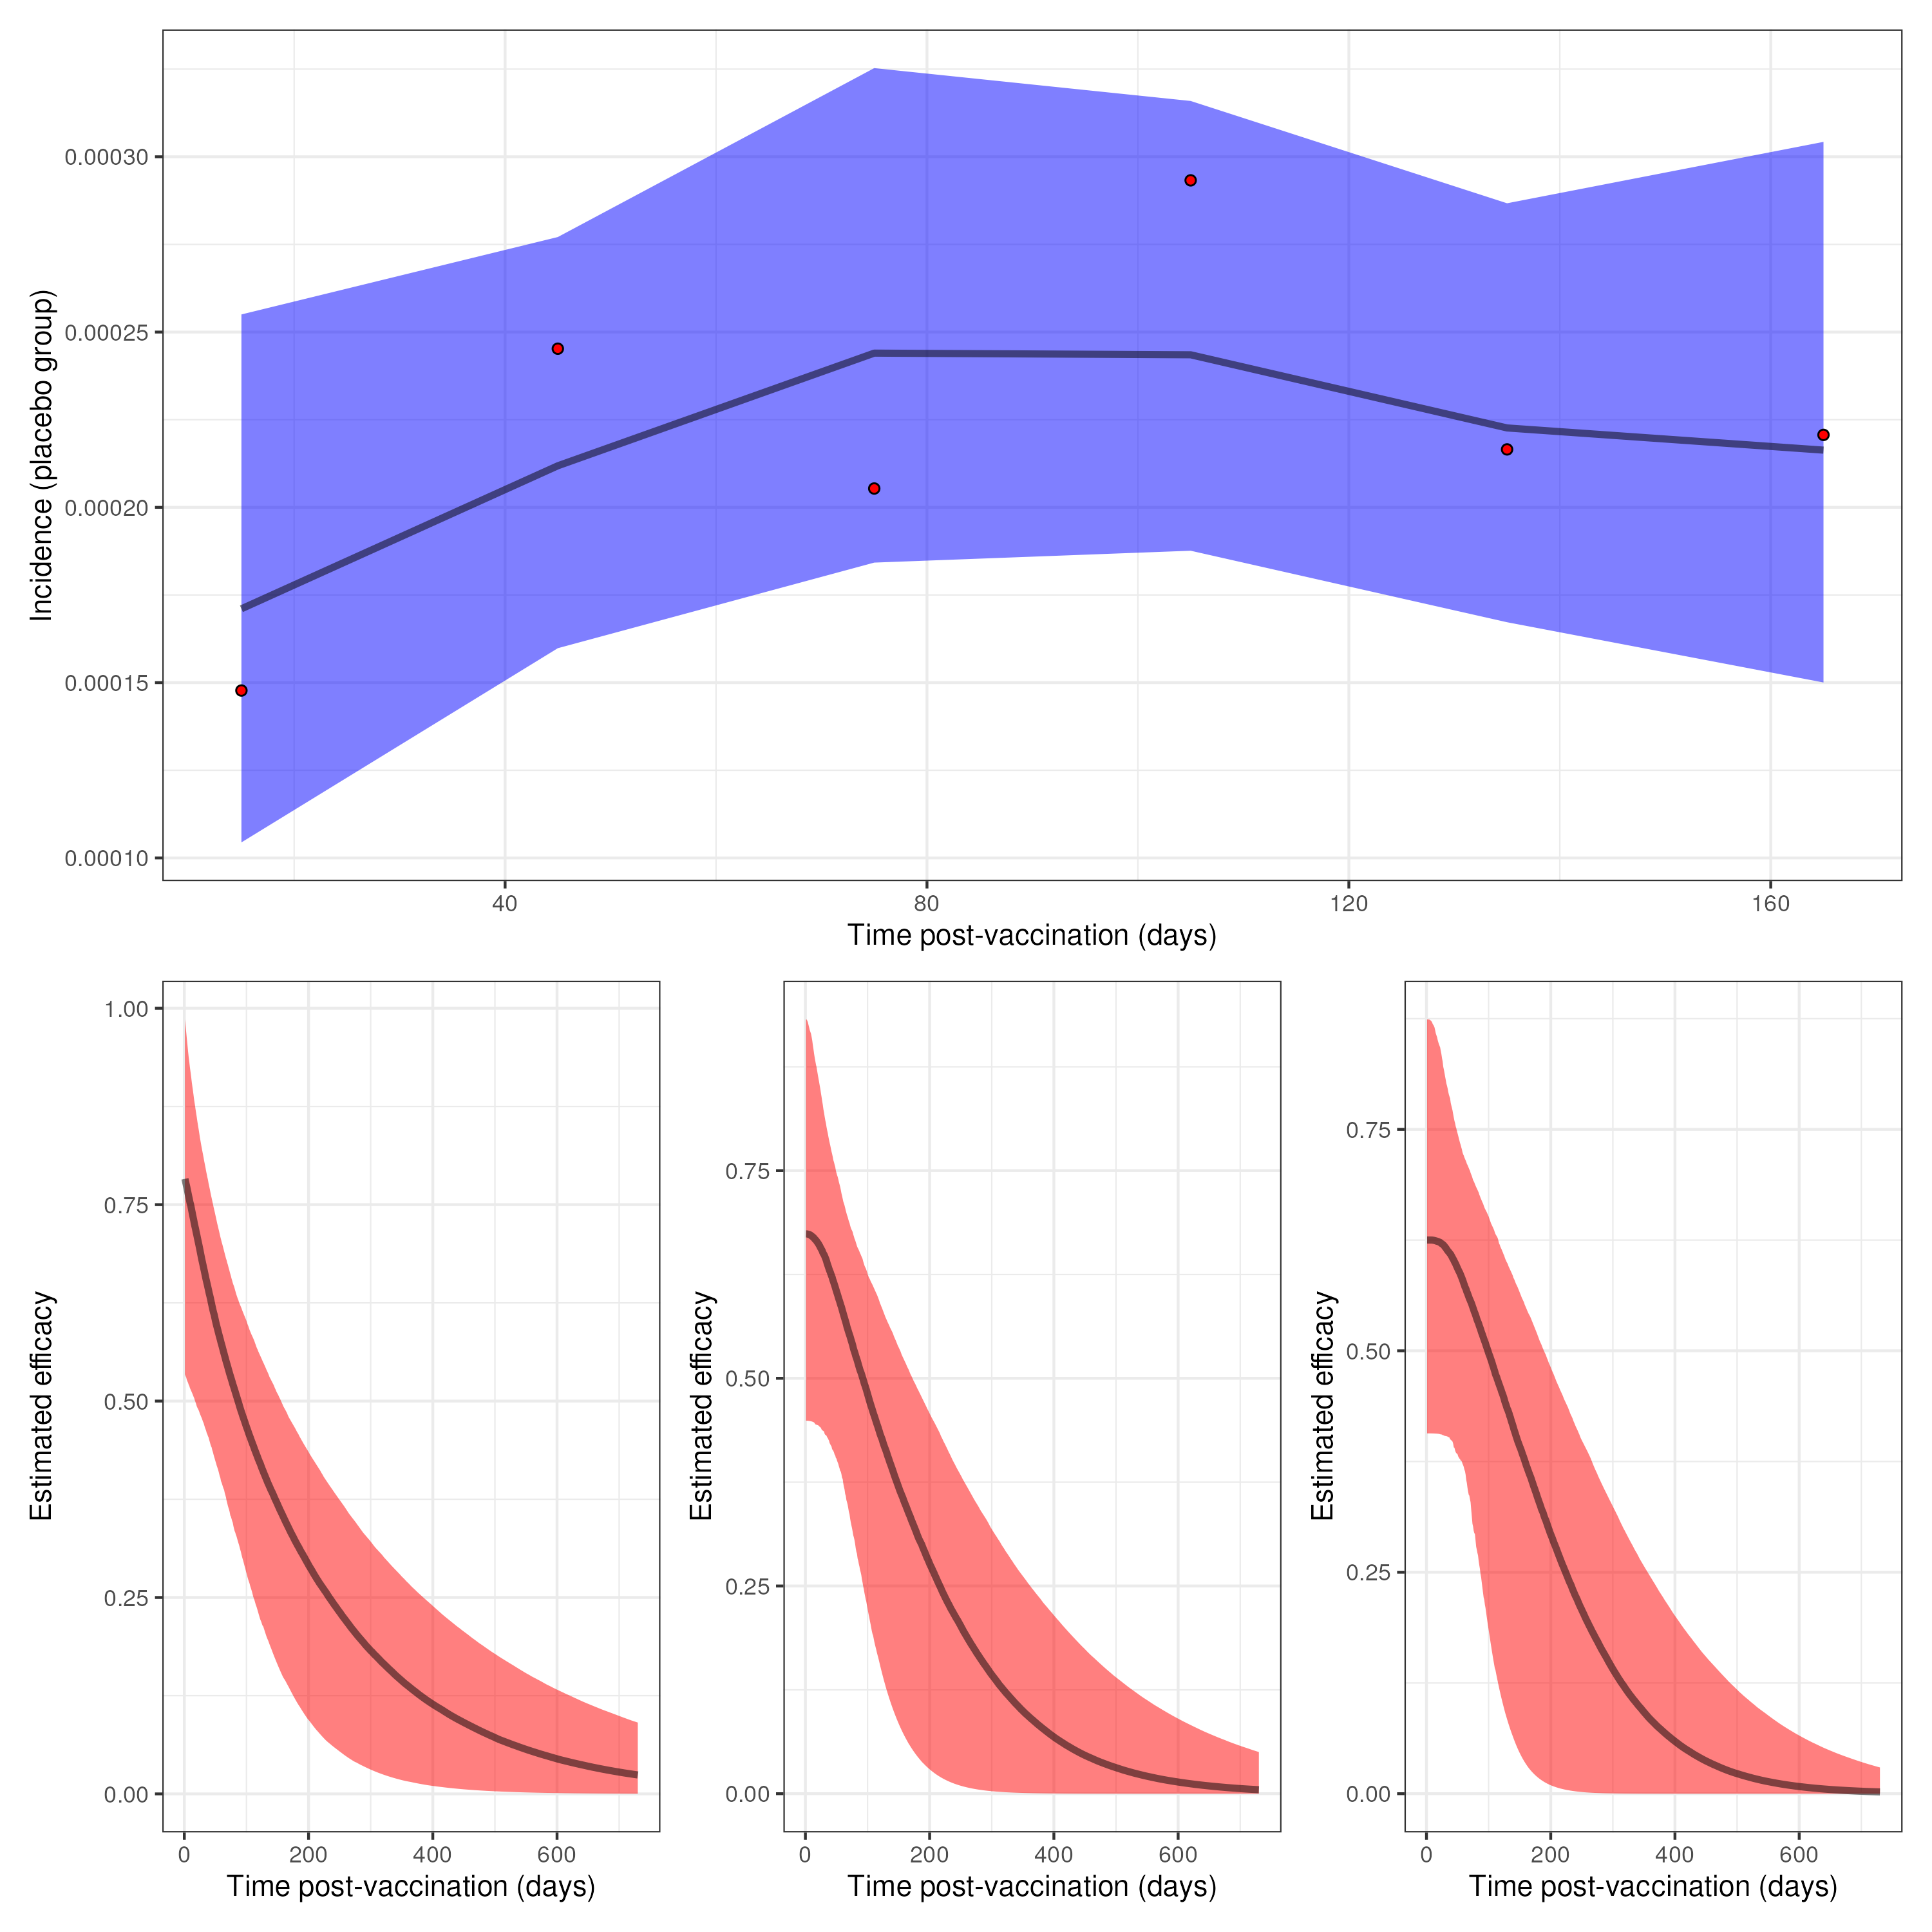 Incidence (placebo group)
0.00030
0.00025
0.00020
0.00015
0.00010
40 80 120 160
Time post-vaccination (days)
Estimated efficacy
1.00
0.75
0.50
0.25
0.00
0 200 400 600
Time post-vaccination (days)
Estimated efficacy
0.75
0.50
0.25
0.00
0 200 400 600
Time post-vaccination (days)
Estimated efficacy
0.75
0.50
0.25
0.00
0 200 400 600
Time post-vaccination (days)